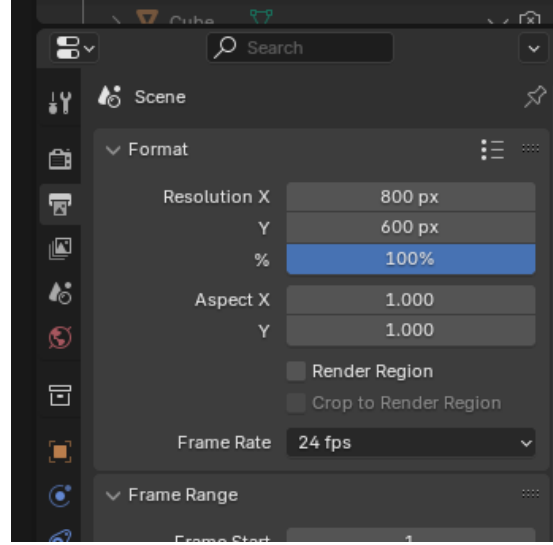 Cube
Search
Scene
Format
Resolution X 800 px
Y 600 px
% 100%
Aspect X 1.000
Y 1.000
Render Region
Crop to Render Region
Frame Rate 24 fps
Frame Range
Frame Start 1